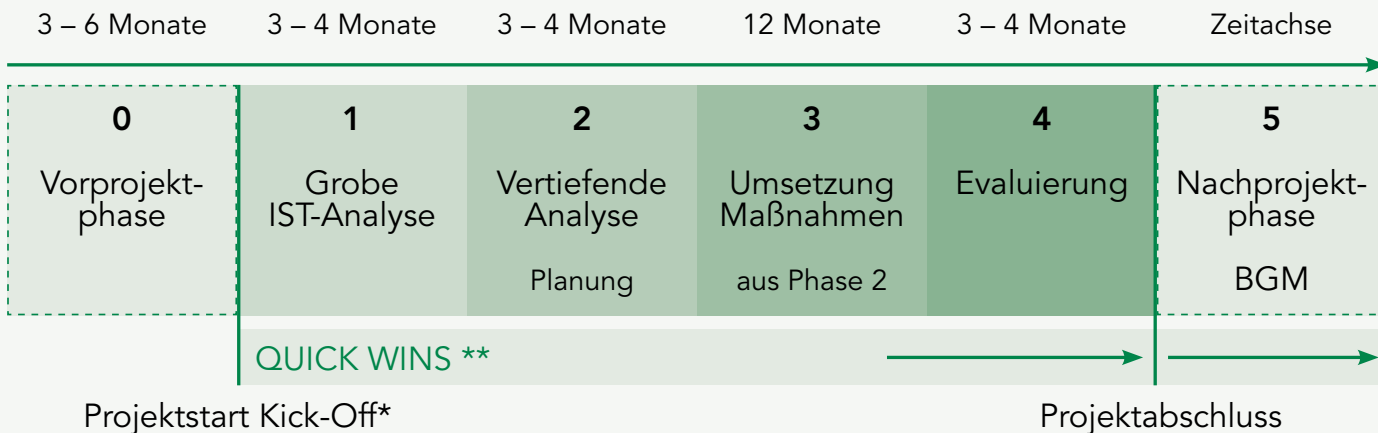 3 – 6 Monate 3 – 4 Monate 3 – 4 Monate 12 Monate 3 – 4 Monate Zeitachse
0
Vorprojekt-
phase
1
Grobe
IST-Analyse
2
Vertiefende
Analyse
Planung
3
Umsetzung
Maßnahmen
aus Phase 2
4
Evaluierung
5
Nachprojekt-
phase
BGM
QUICK WINS **
Projektstart Kick-Off*
Projektabschluss